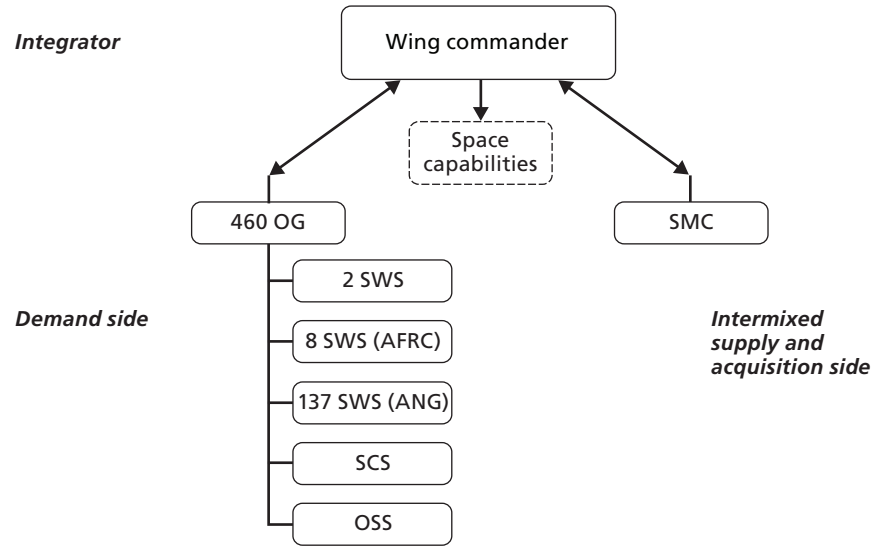 Integrator
Wing commander
Space
capabilities
460 OG
SMC
2 SWS
Demand side
8 SWS (AFRC)
Intermixed
supply and
acquisition side
137 SWS (ANG)
SCS
OSS